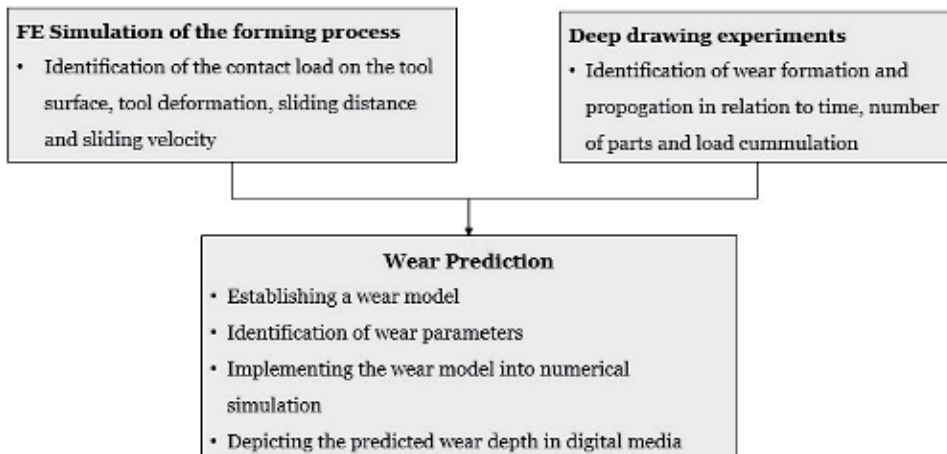 FE Simulation of the forming process
• Identification of the contact load on the tool
surface, tool deformation, sliding distance
and sliding velocity
Deep drawing experiments
• Identification of wear formation and
propogation in relation to time, number
of parts and load cummulation
Wear Prediction
• Establishing a wear model
• Identification of wear parameters
• Implementing the wear model into numerical
simulation
• Depicting the predicted wear depth in digital media